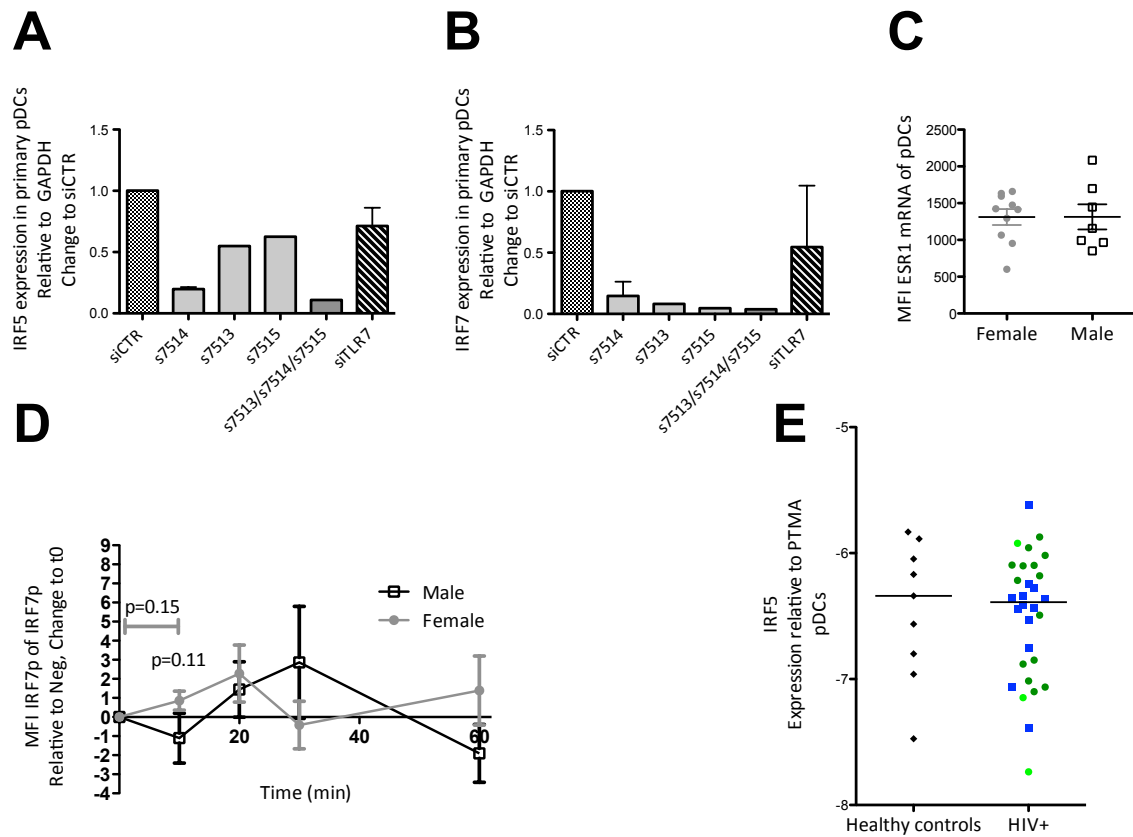 A
B
C
IRF5 expression in primary pDCs
Relative to GAPDH
Change to siCTR
1.5
1.0
0.5
0.0
siCTR
s7514
s7513
s7515
s7513/s7514/s7515
siTLR7
IRF7 expression in primary pDCs
Relative to GAPDH
Change to siCTR
1.5
1.0
0.5
0.0
siCTR
s7514
s7513
s7515
s7513/s7514/s7515
siTLR7
MFI ESR1 mRNA of pDCs
2500
2000
1500
1000
500
0
Female
Male
D
MFI IRF7p of IRF7p
Relative to Neg, Change to t0
9
8
7
6
5
4
3
2
1
0
-1
-2
-3
-4
p=0.15
p=0.11
Male
Female
20
40
60
Time (min)
E
IRF5
Expression relative to PTMA
pDCs
-5
-6
-7
-8
Healthy controls
HIV+